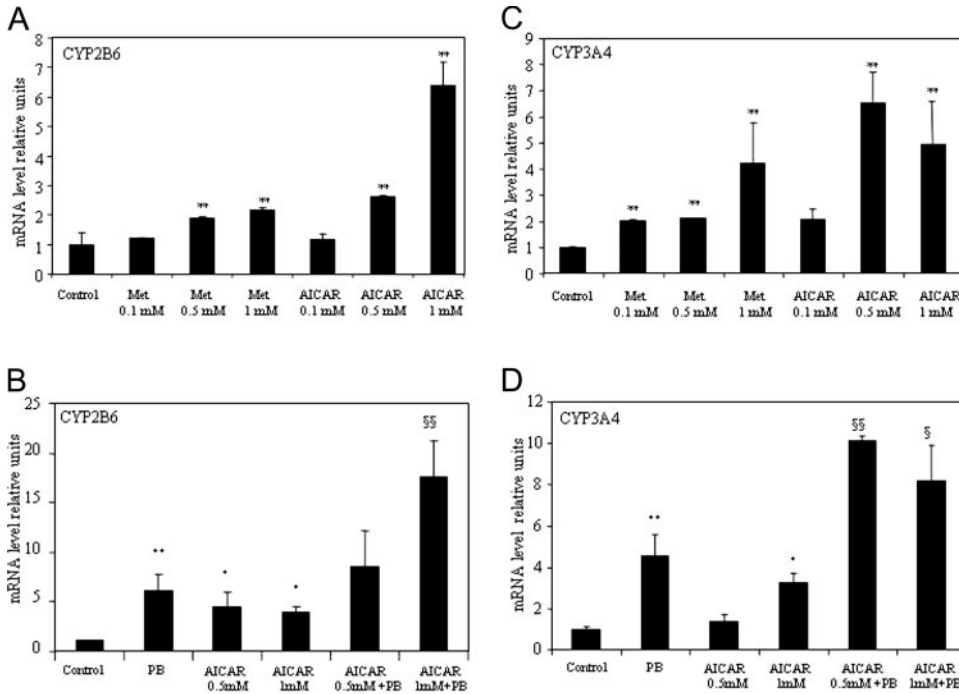 A
CYP2B6
mRNA level relative units
8
7
6
5
4
3
2
1
0
**
**
**
**
Control Met Met Met AICAR AICAR AICAR
0.1 mM 0.5 mM 1 mM 0.1 mM 0.5 mM 1 mM
C
CYP3A4
mRNA level relative units
9
8
7
6
5
4
3
2
1
0
**
**
**
**
**
Control Met Met Met AICAR AICAR AICAR
0.1 mM 0.5 mM 1 mM 0.1 mM 0.5 mM 1 mM
B
CYP2B6
mRNA level relative units
25
20
15
10
5
0
**
*
*
§§
Control PB AICAR AICAR AICAR AICAR
0.5mM 1mM 0.5mM+PB 1mM+PB
D
CYP3A4
mRNA level relative units
12
10
8
6
4
2
0
**
*
§§
§
Control PB AICAR AICAR AICAR AICAR
0.5mM 1mM 0.5mM+PB 1mM+PB